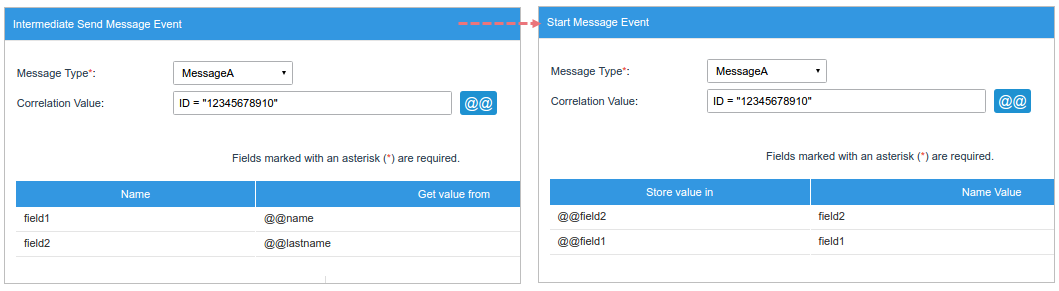 Intermediate Send Message Event
Message Type*:
MessageA
Correlation Value:
ID = "12345678910"
@@
Fields marked with an asterisk (*) are required.
Name
Get value from
field1
@@name
field2
@@lastname
Start Message Event
Message Type*:
MessageA
Correlation Value:
ID = "12345678910"
@@
Fields marked with an asterisk (*) are required.
Store value in
Name Value
@@field2
field2
@@field1
field1